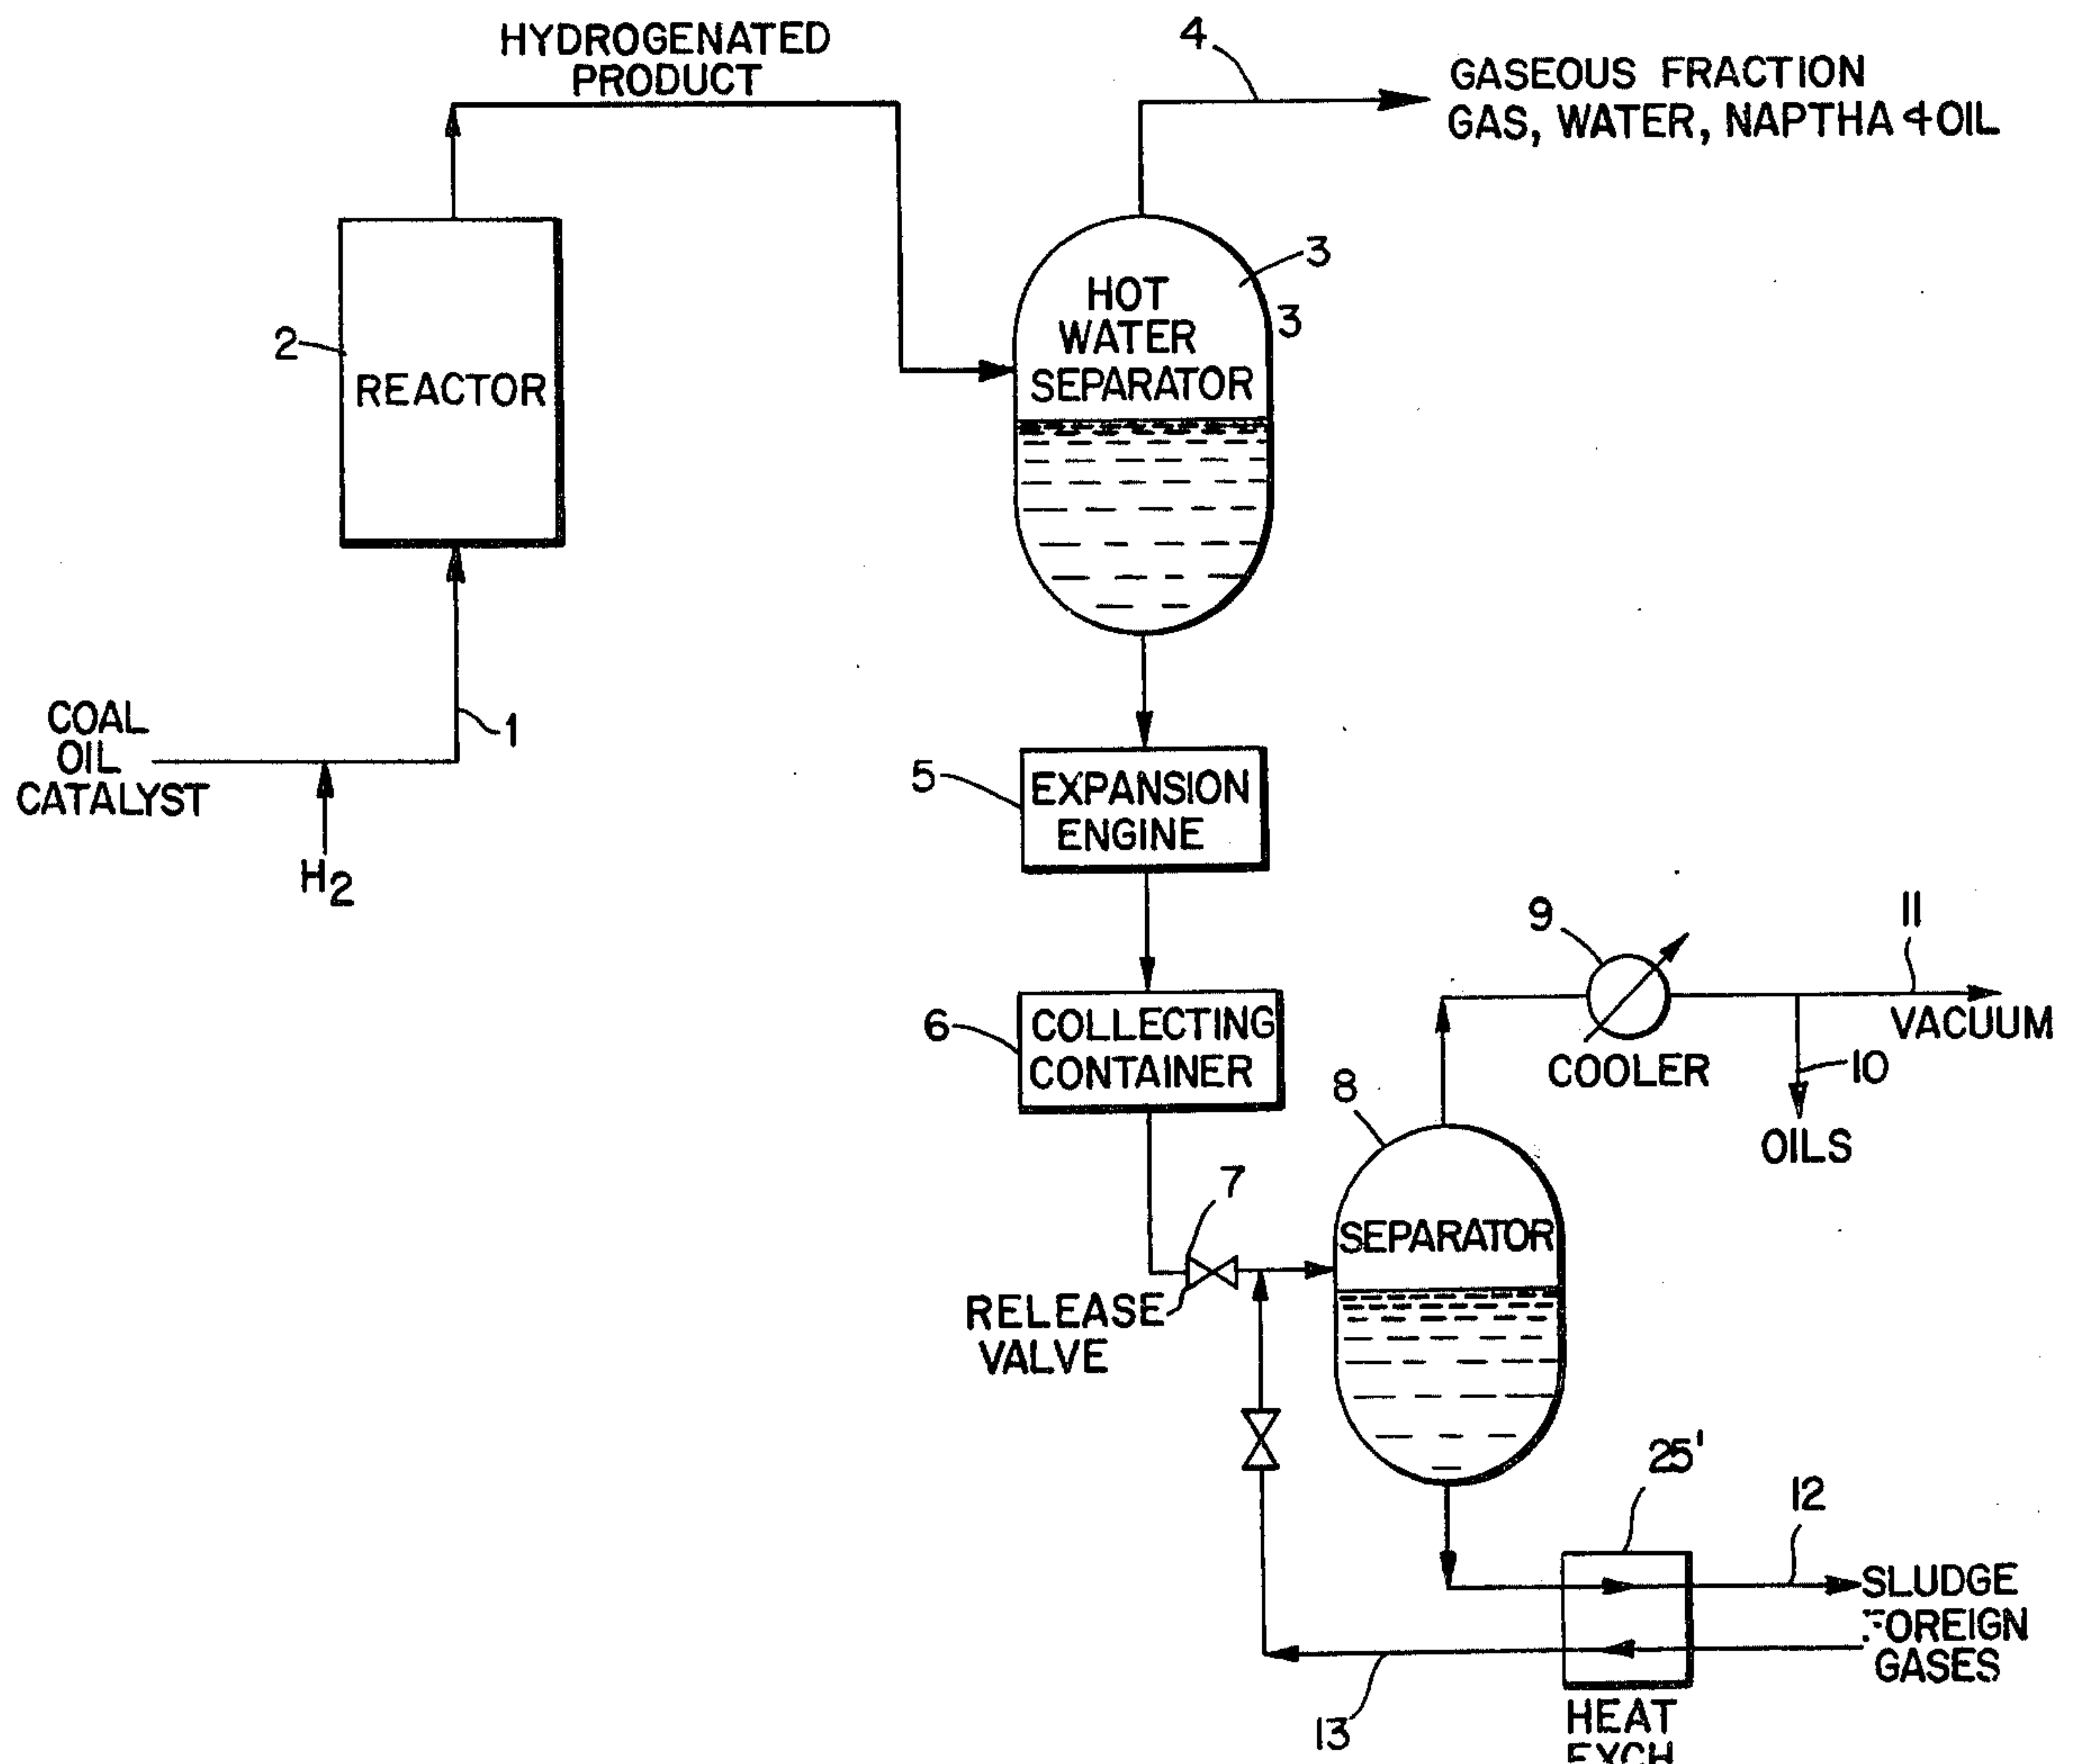 HYDROGENATED
PRODUCT
4
GASEOUS FRACTION
GAS, WATER, NAPTHA & OIL
3
HOT
WATER
SEPARATOR
3
2
REACTOR
COAL
OIL
CATALYST
1
H2
5
EXPANSION
ENGINE
9
11
VACUUM
6
COLLECTING
CONTAINER
COOLER
10
OILS
8
7
SEPARATOR
RELEASE
VALVE
25'
12
SLUDGE
FOREIGN
GASES
13
HEAT
EXCH